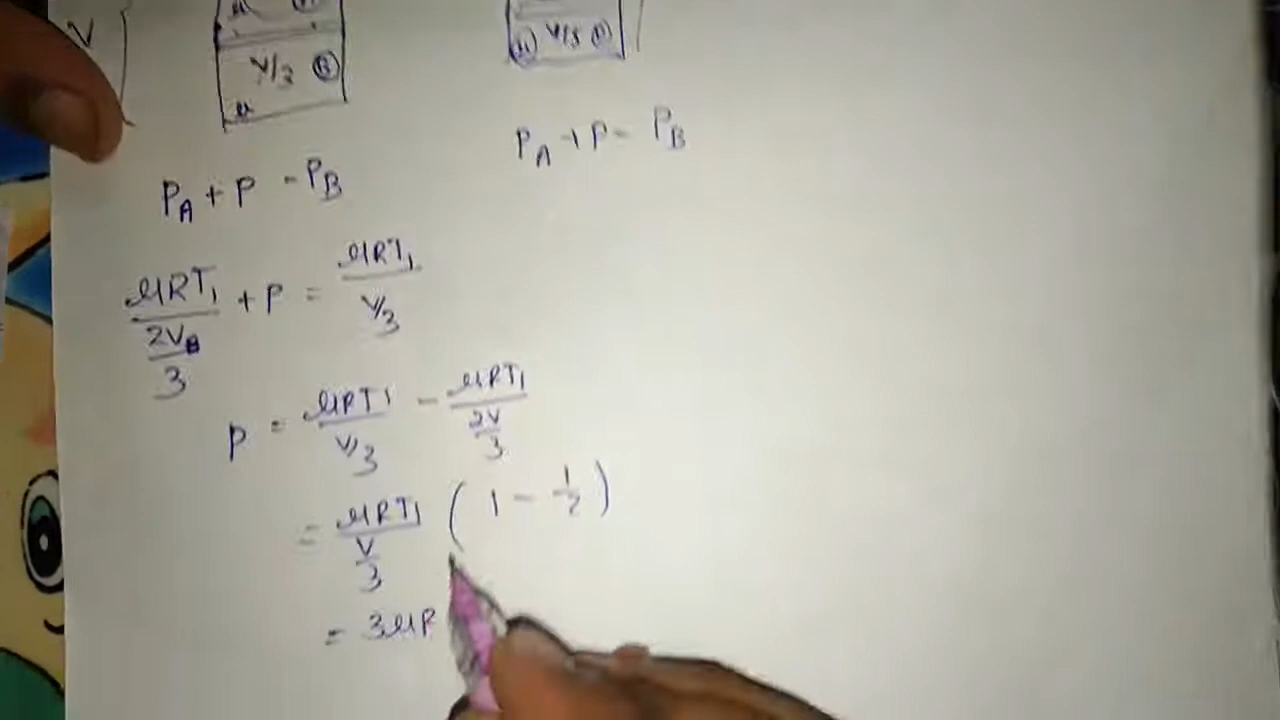 V
V/3 B
μ
μ V/5 B
P_A + P = P_B
P_A + P = P_B
μRT₁/(2V/3) + P = μRT₁/(V/3)
P = μRT₁/(V/3) - μRT₁/(2V/3)
= μRT₁/(V/3) (1 - 1/2)
= 3μR